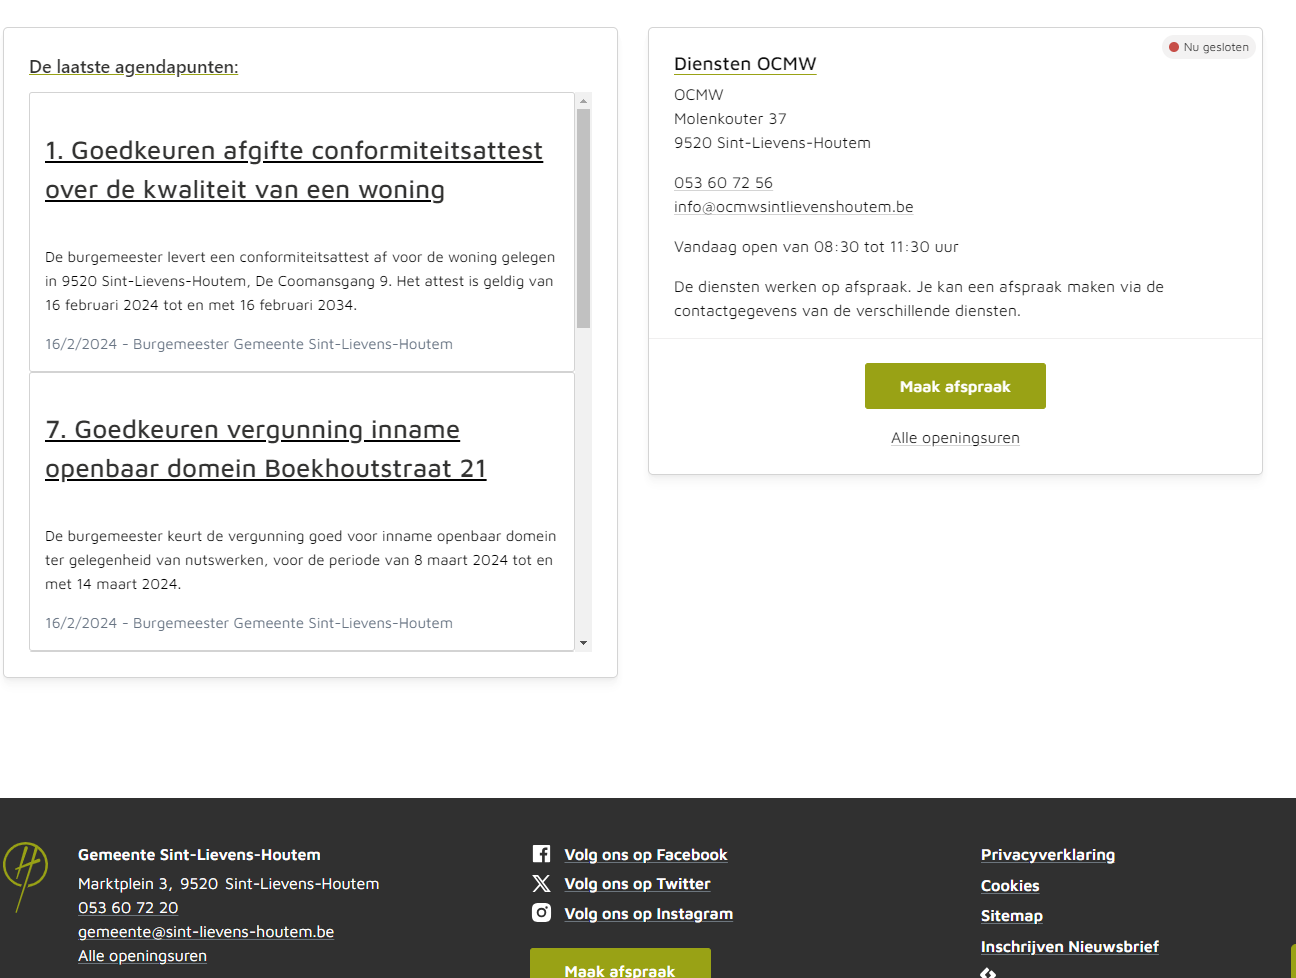 De laatste agendapunten:
1. Goedkeuren afgifte conformiteitsattest
over de kwaliteit van een woning
De burgemeester levert een conformiteitsattest af voor de woning gelegen
in 9520 Sint-Lievens-Houtem, De Coomansgang 9. Het attest is geldig van
16 februari 2024 tot en met 16 februari 2034.
16/2/2024 - Burgemeester Gemeente Sint-Lievens-Houtem
7. Goedkeuren vergunning inname
openbaar domein Boekhoutstraat 21
De burgemeester keurt de vergunning goed voor inname openbaar domein
ter gelegenheid van nutswerken, voor de periode van 8 maart 2024 tot en
met 14 maart 2024.
16/2/2024 - Burgemeester Gemeente Sint-Lievens-Houtem
Nu gesloten
Diensten OCMW
OCMW
Molenkouter 37
9520 Sint-Lievens-Houtem
053 60 72 56
info@ocmwsintlievenshoutem.be
Vandaag open van 08:30 tot 11:30 uur
De diensten werken op afspraak. Je kan een afspraak maken via de
contactgegevens van de verschillende diensten.
Maak afspraak
Alle openingsuren
Gemeente Sint-Lievens-Houtem
Marktplein 3, 9520 Sint-Lievens-Houtem
053 60 72 20
gemeente@sint-lievens-houtem.be
Alle openingsuren
Volg ons op Facebook
Volg ons op Twitter
Volg ons op Instagram
Maak afspraak
Privacyverklaring
Cookies
Sitemap
Inschrijven Nieuwsbrief